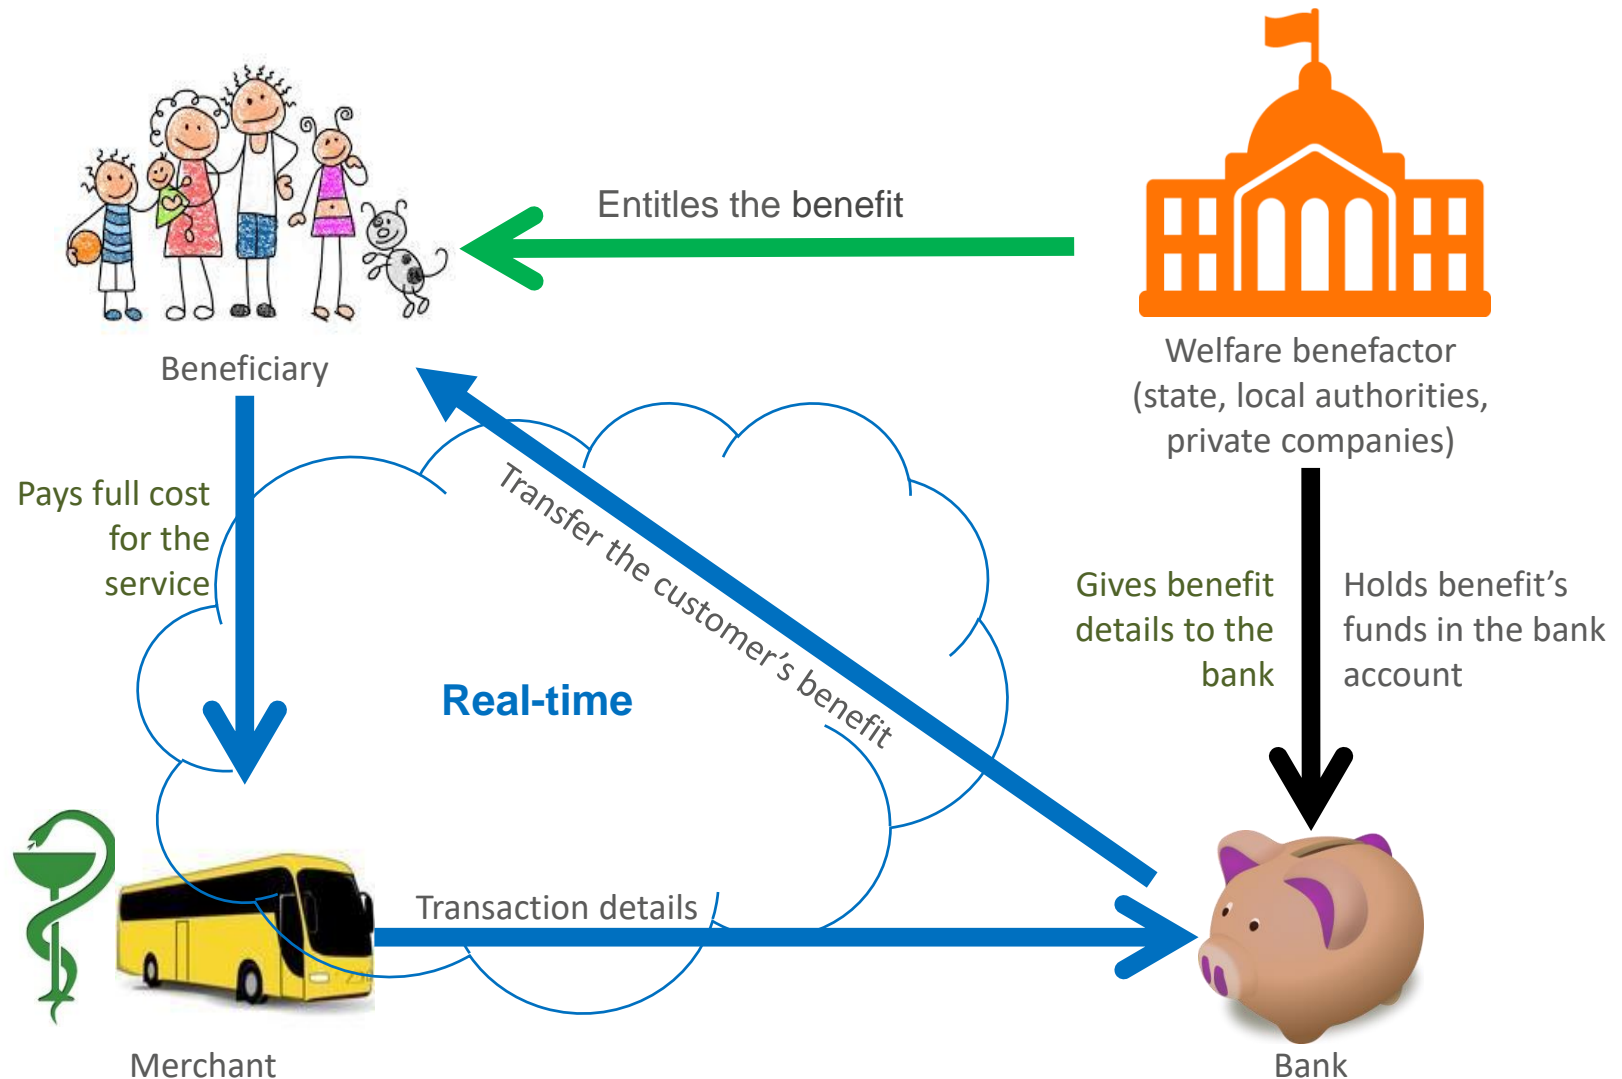 Entitles the benefit
Beneficiary
Welfare benefactor
(state, local authorities,
private companies)
Pays full cost
for the
service
Transfer the customer’s benefit
Gives benefit
details to the
bank
Holds benefit’s
funds in the bank
account
Real-time
Transaction details
Merchant
Bank